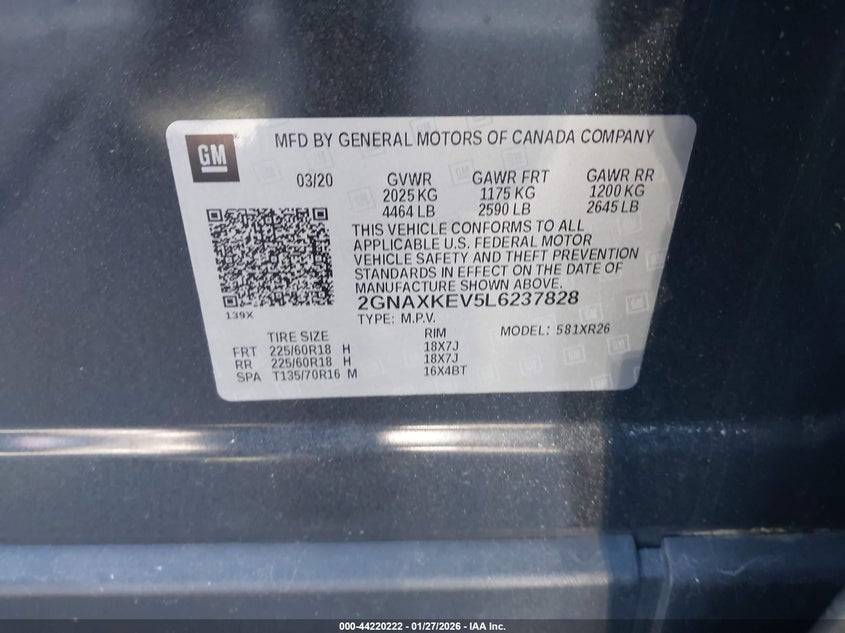 GM
MFD BY GENERAL MOTORS OF CANADA COMPANY
03/20 GVWR GAWR FRT GAWR RR
2025 KG 1175 KG 1200 KG
4464 LB 2590 LB 2645 LB
THIS VEHICLE CONFORMS TO ALL
APPLICABLE U.S. FEDERAL MOTOR
VEHICLE SAFETY AND THEFT PREVENTION
STANDARDS IN EFFECT ON THE DATE OF
MANUFACTURE SHOWN ABOVE.
2GNAXKEV5L6237828
139X
TYPE: M.P.V. MODEL: 581XR26
TIRE SIZE RIM
FRT 225/60R18 H 18X7J
RR 225/60R18 H 18X7J
SPA T135/70R16 M 16X4BT
000-44220222 - 01/27/2026 - IAA Inc.